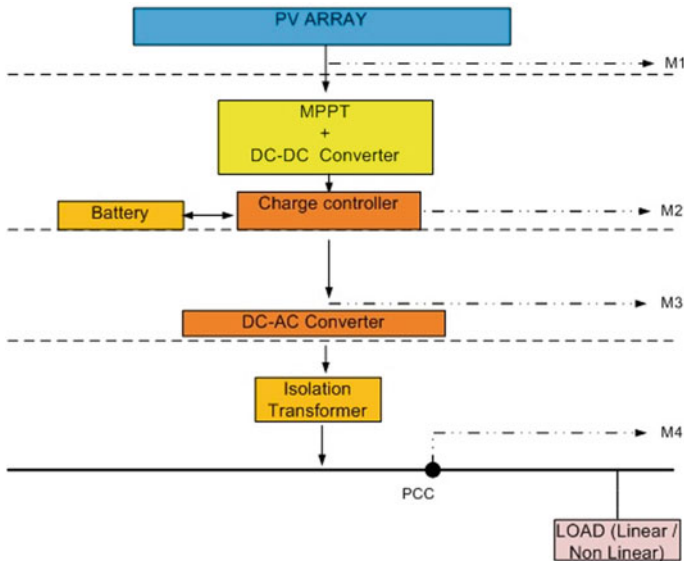 PV ARRAY
M1
MPPT
+
DC-DC Converter
Battery
Charge controller
M2
M3
DC-AC Converter
Isolation
Transformer
M4
PCC
LOAD (Linear /
Non Linear)